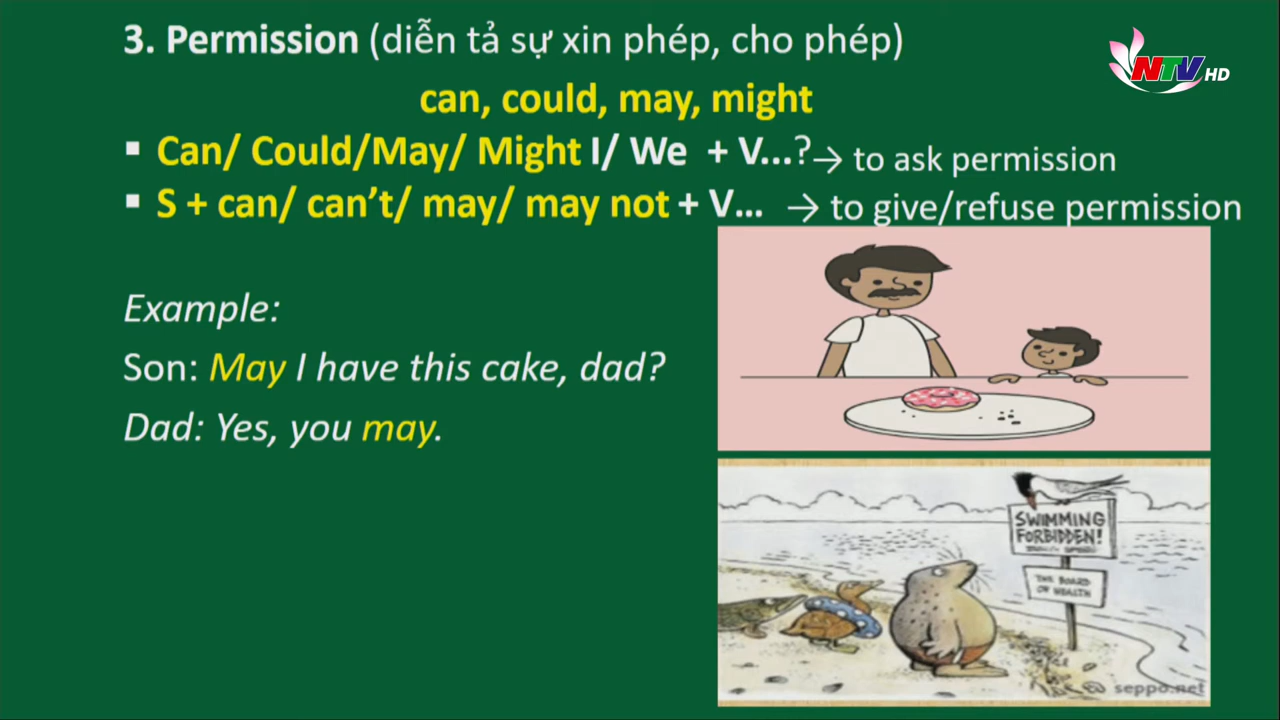 3. Permission (diễn tả sự xin phép, cho phép)
NTV HD
can, could, may, might
▪ Can/ Could/May/ Might I/ We + V...?→ to ask permission
▪ S + can/ can't/ may/ may not + V... → to give/refuse permission
Example:
Son: May I have this cake, dad?
Dad: Yes, you may.
SWIMMING
FORBIDDEN!
THE BOARD
OF HEALTH
seppo.net